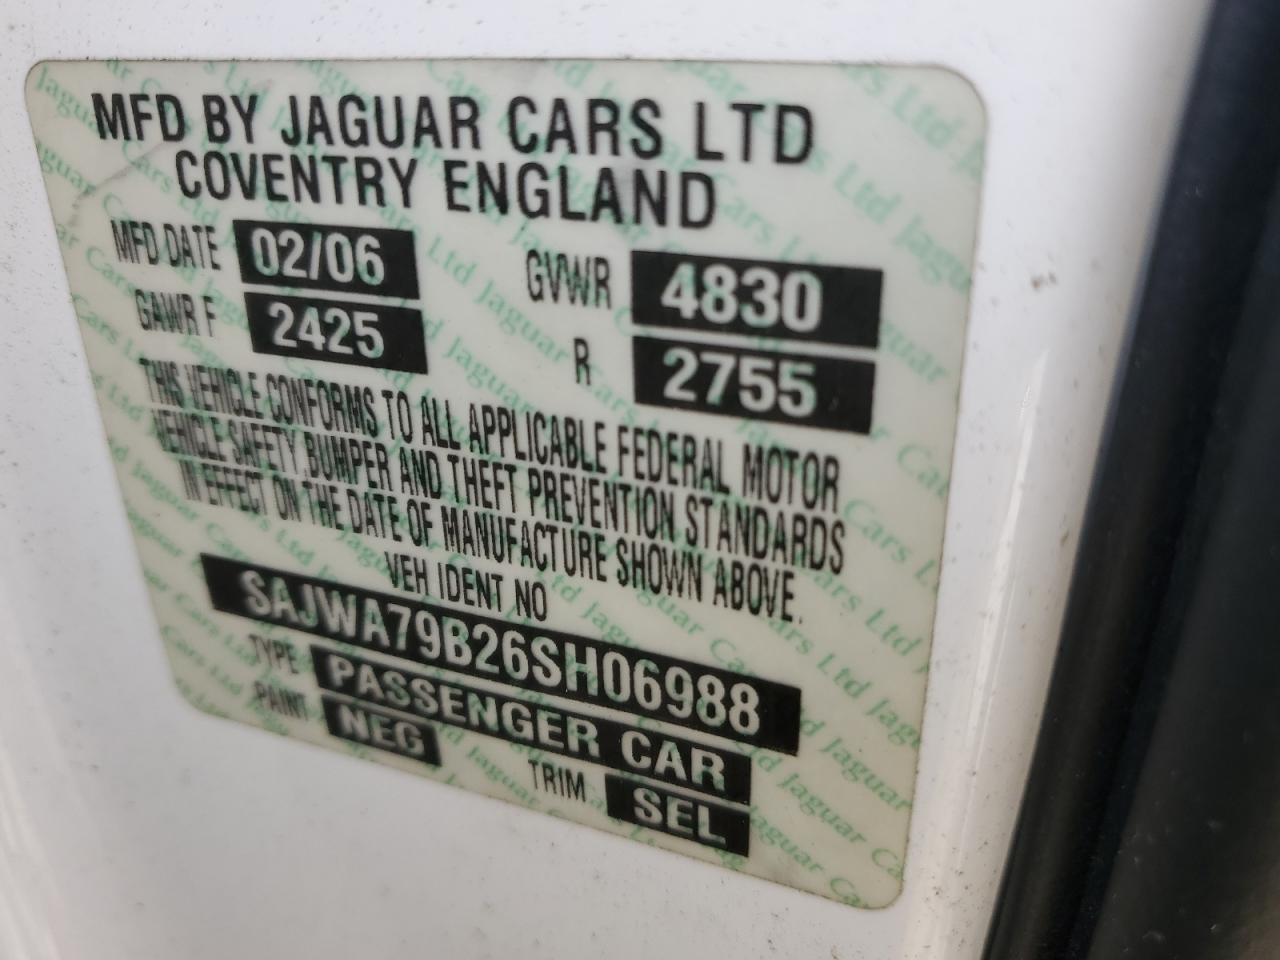 MFD BY JAGUAR CARS LTD
COVENTRY ENGLAND
MFD DATE 02/06 GVWR 4830
GAWR F 2425 R 2755
THIS VEHICLE CONFORMS TO ALL APPLICABLE FEDERAL MOTOR
VEHICLE SAFETY, BUMPER AND THEFT PREVENTION STANDARDS
IN EFFECT ON THE DATE OF MANUFACTURE SHOWN ABOVE.
VEH IDENT NO
SAJWA79B26SH06988
TYPE PASSENGER CAR
PAINT NEG TRIM SEL